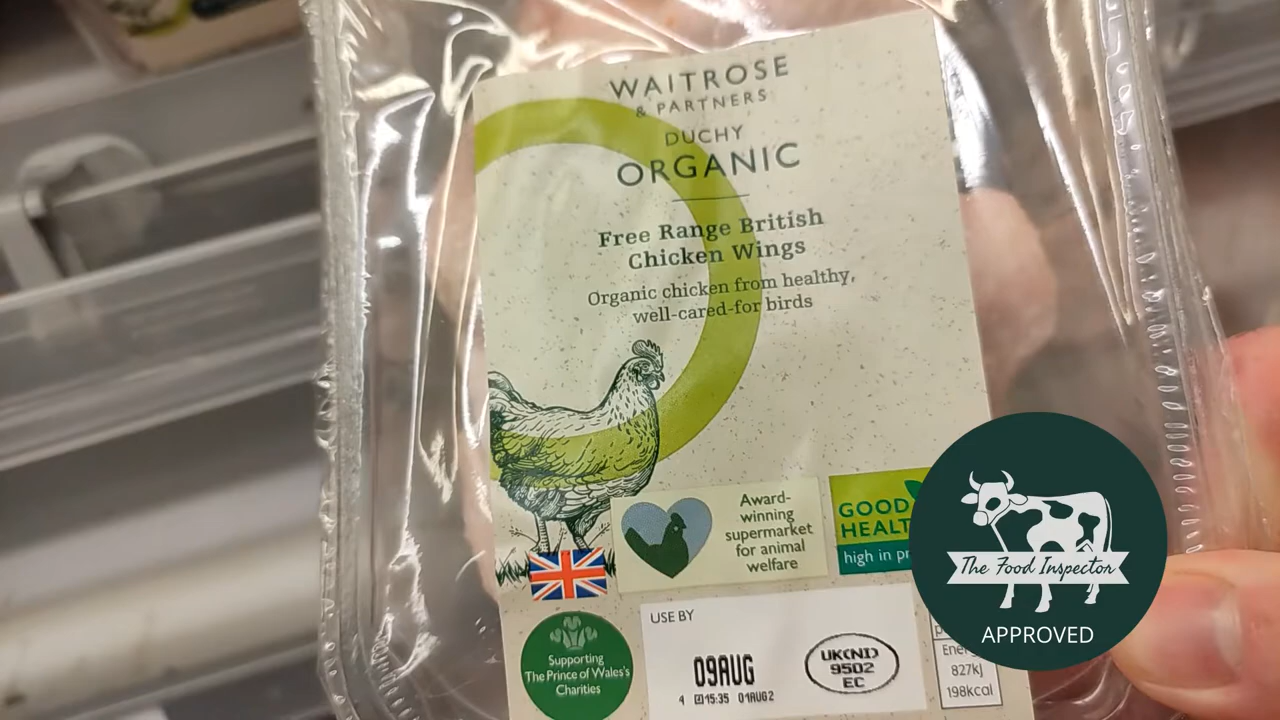 WAITROSE
& PARTNERS
DUCHY
ORGANIC
Free Range British
Chicken Wings
Organic chicken from healthy,
well-cared-for birds
Award-
winning
supermarket
for animal
welfare
GOOD
HEALT
high in
USE BY
09AUG
4
15:35 01AUG2
UK(NI)
9502
EC
Supporting
The Prince of Wales's
Charities
827kJ
198kcal
The Food Inspector
APPROVED